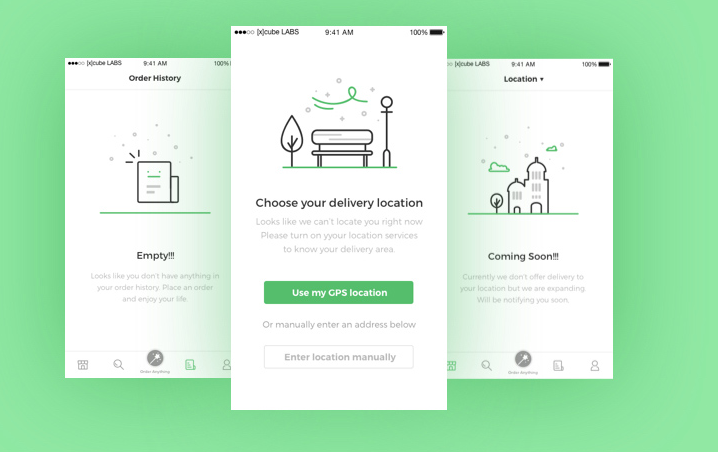 ●●●○○ [x]cube LABS 9:41 AM 100%
Order History
Empty!!!
Looks like you don't have anything in
your order history. Place an order
and enjoy your life.
Order Anything
●●●○○ [x]cube LABS 9:41 AM 100%
Choose your delivery location
Looks like we can't locate you right now
Please turn on yyour location services
to know your delivery area.
Use my GPS location
Or manually enter an address below
Enter location manually
[x]cube LABS 9:41 AM 100%
Location ▾
Coming Soon!!!
Currently we don't offer delivery to
your location but we are expanding.
Will be notifying you soon.
Order Anything